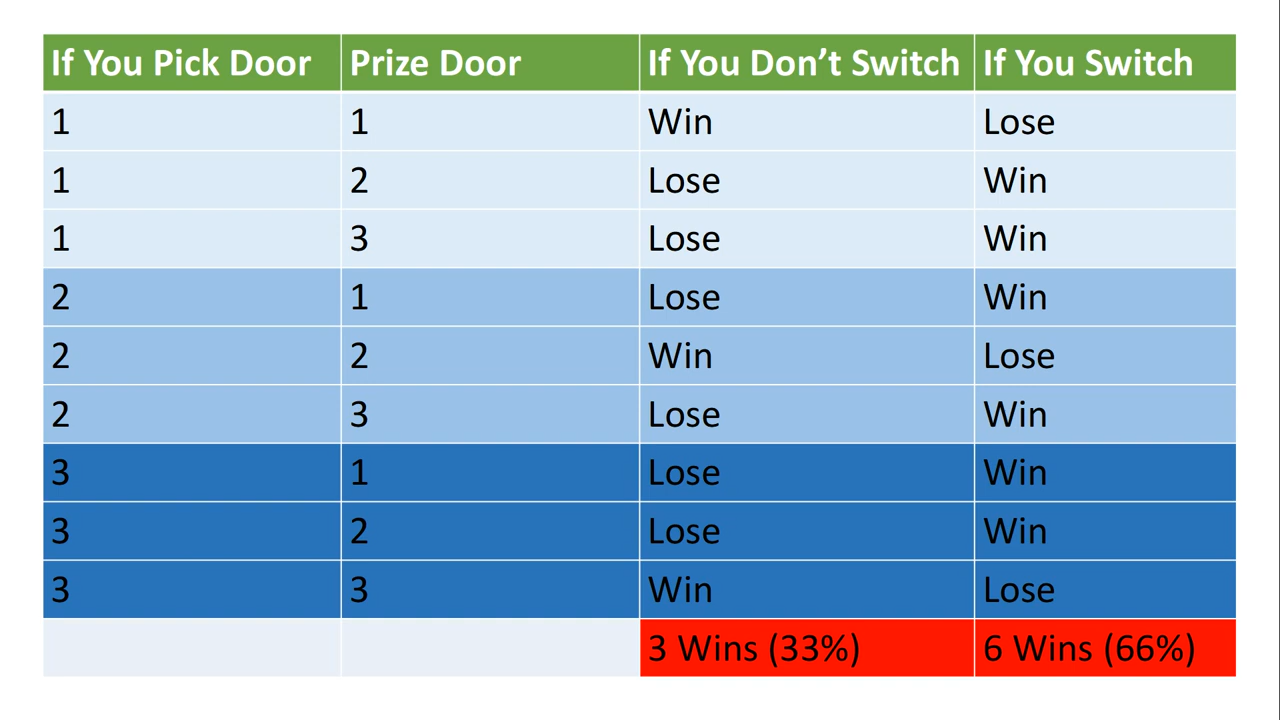 If You Pick Door Prize Door If You Don’t Switch If You Switch
1 1 Win Lose
1 2 Lose Win
1 3 Lose Win
2 1 Lose Win
2 2 Win Lose
2 3 Lose Win
3 1 Lose Win
3 2 Lose Win
3 3 Win Lose
3 Wins (33%) 6 Wins (66%)